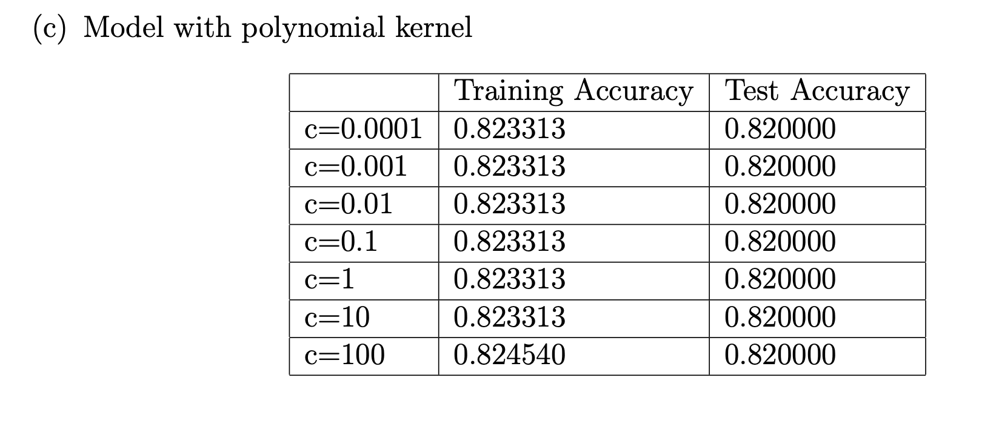 (c) Model with polynomial kernel
Training Accuracy Test Accuracy
c=0.0001 0.823313 0.820000
c=0.001 0.823313 0.820000
c=0.01 0.823313 0.820000
c=0.1 0.823313 0.820000
c=1 0.823313 0.820000
c=10 0.823313 0.820000
c=100 0.824540 0.820000